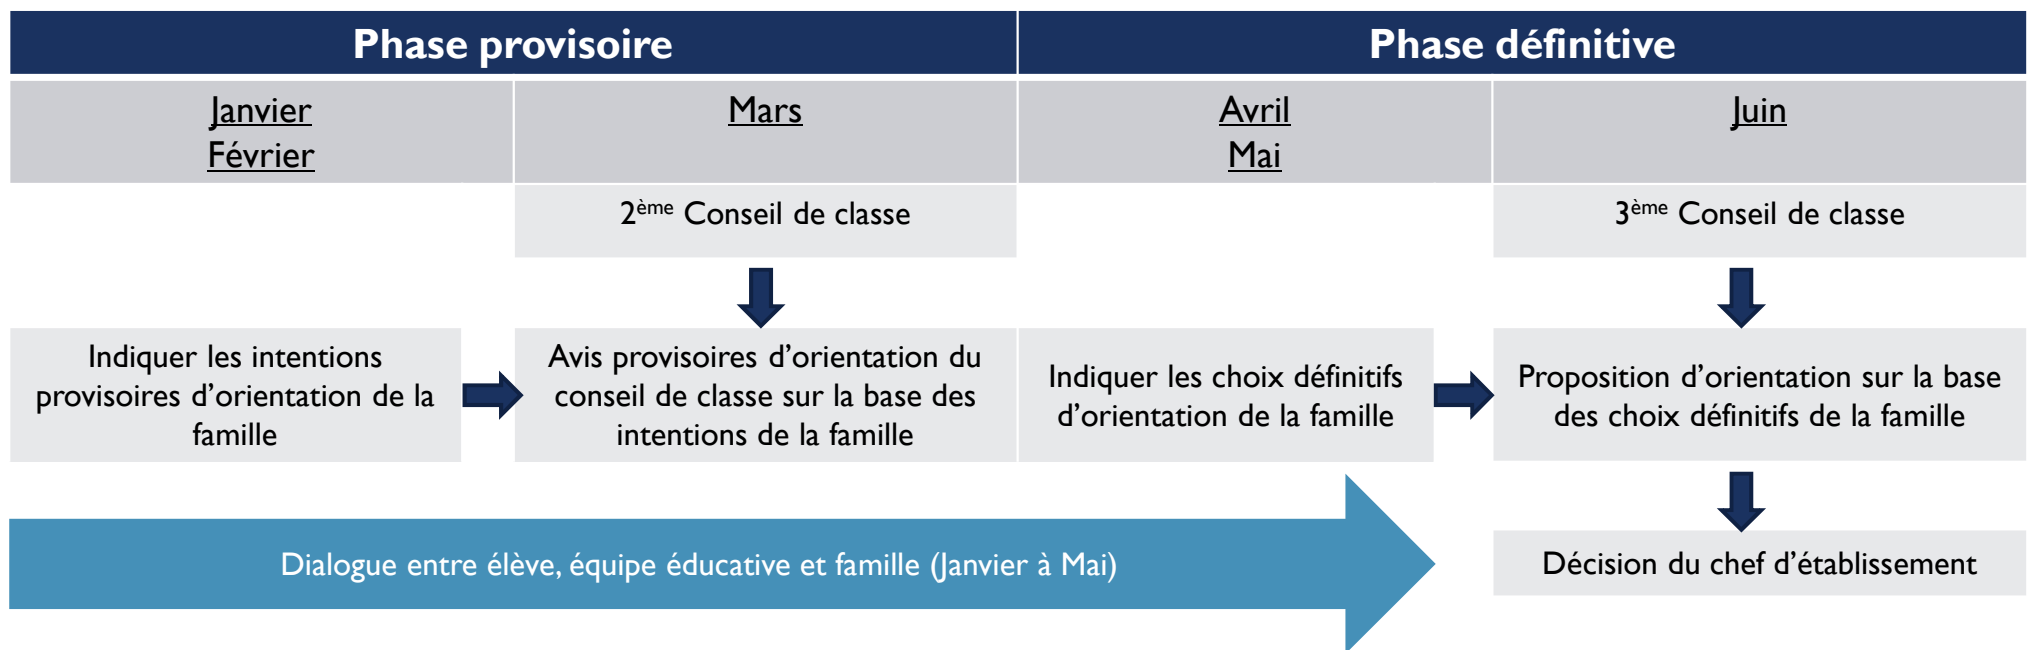 Phase provisoire
Phase définitive
Janvier
Février
Mars
Avril
Mai
Juin
2ème Conseil de classe
3ème Conseil de classe
Indiquer les intentions
provisoires d’orientation de la
famille
Avis provisoires d’orientation du
conseil de classe sur la base des
intentions de la famille
Indiquer les choix définitifs
d’orientation de la famille
Proposition d’orientation sur la base
des choix définitifs de la famille
Dialogue entre élève, équipe éducative et famille (Janvier à Mai)
Décision du chef d’établissement